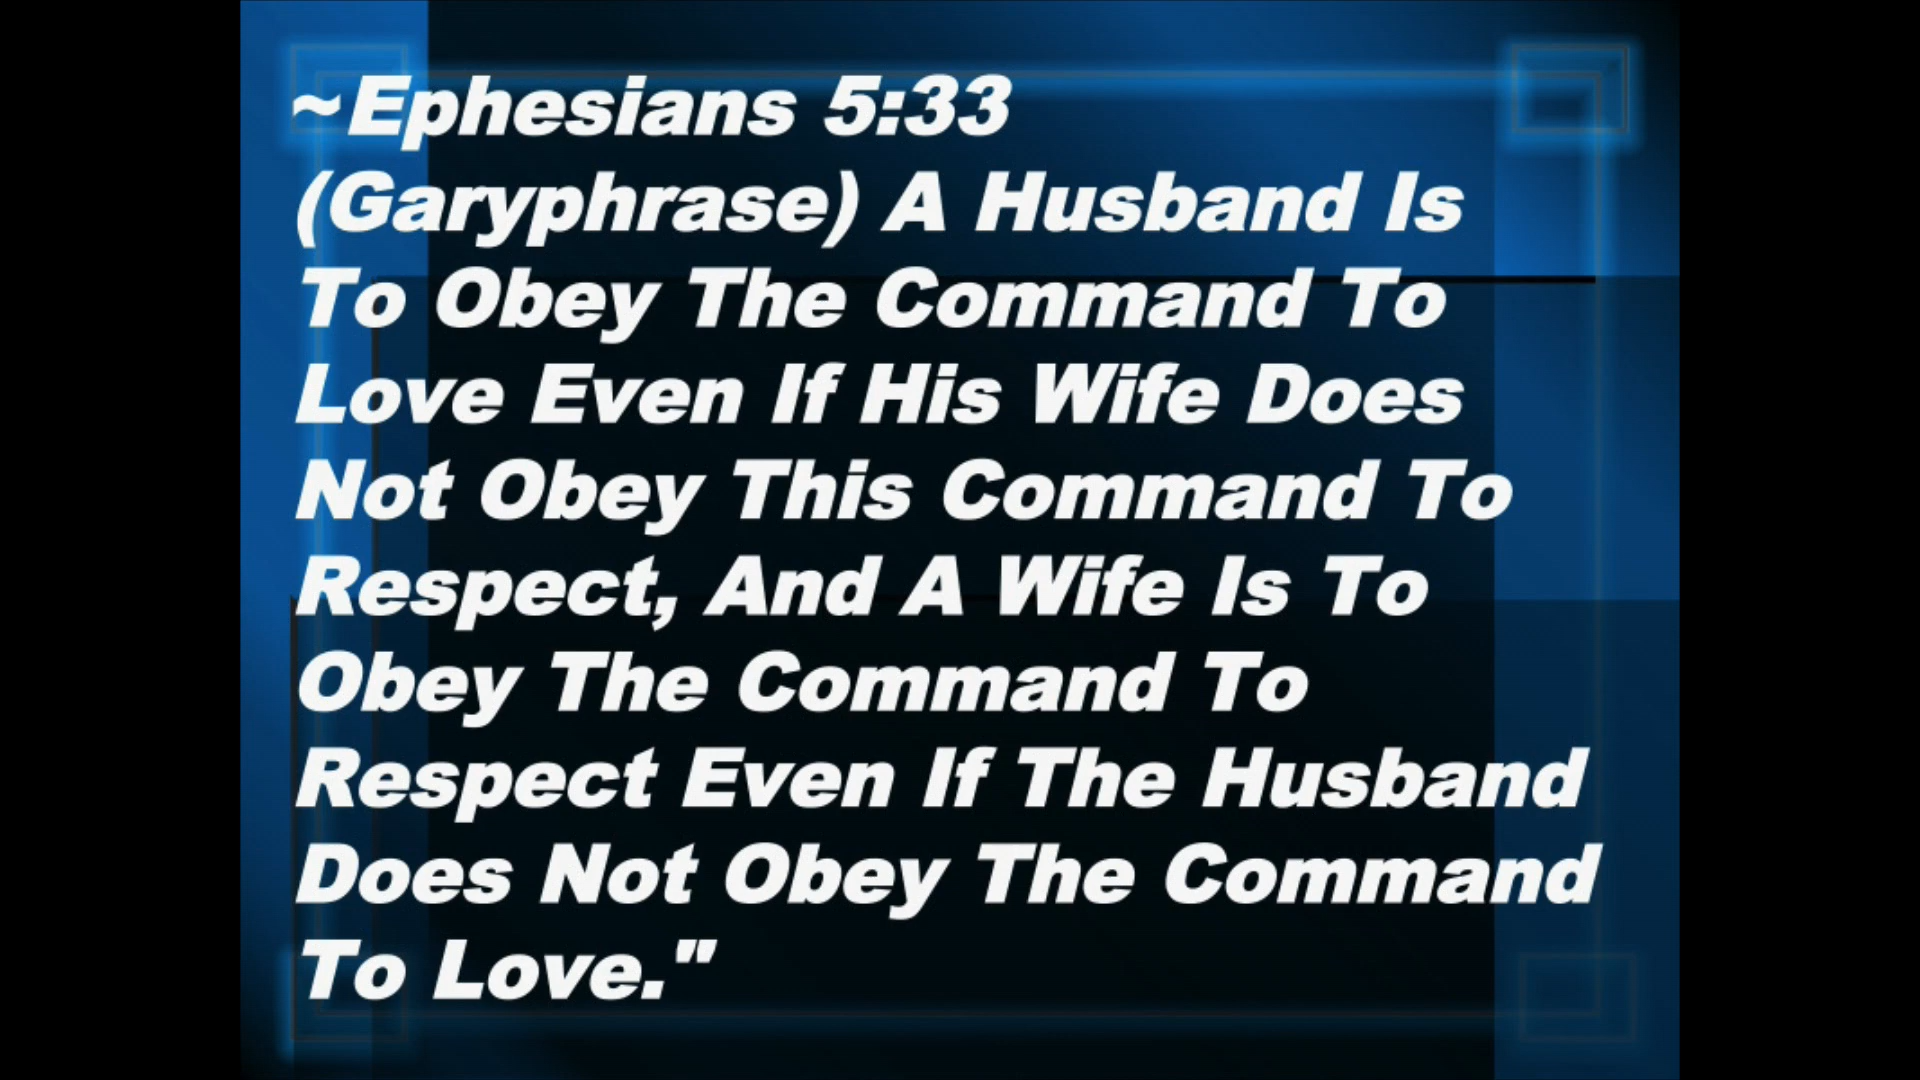 ~Ephesians 5:33
(Garyphrase) A Husband Is
To Obey The Command To
Love Even If His Wife Does
Not Obey This Command To
Respect, And A Wife Is To
Obey The Command To
Respect Even If The Husband
Does Not Obey The Command
To Love."